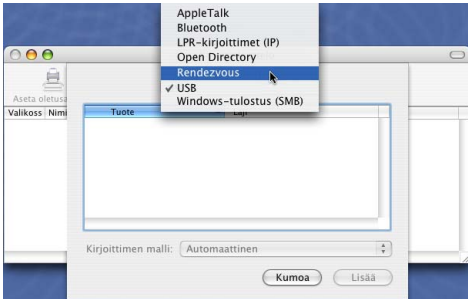 AppleTalk
Bluetooth
LPR-kirjoittimet (IP)
Open Directory
Rendezvous
✓ USB
Windows-tulostus (SMB)
Aseta oletusa
Valikoss Nimi
Tuote Laji
Kirjoittimen malli: Automaattinen
Kumoa Lisää